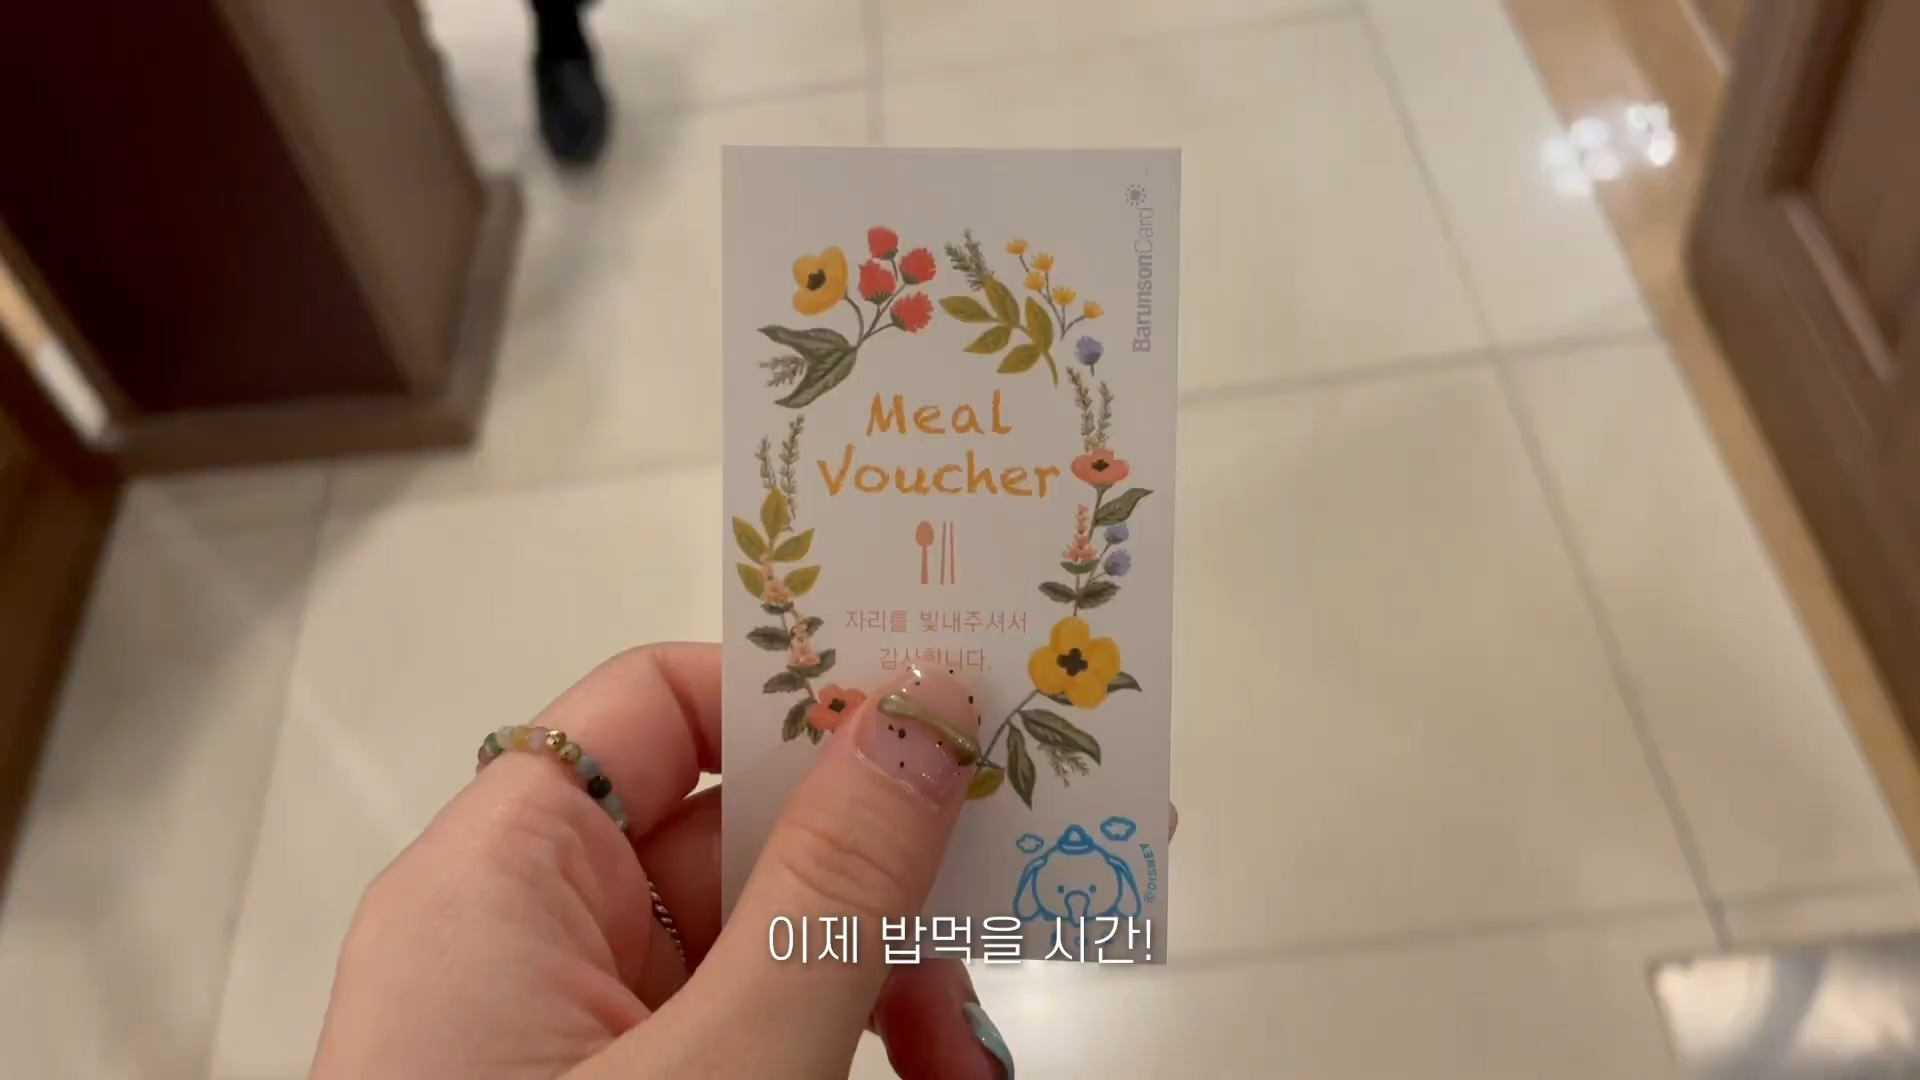 BarunsonCard
Meal
Voucher
자리를 빛내주셔서
감사합니다.
©DISNEY
이제 밥먹을 시간!